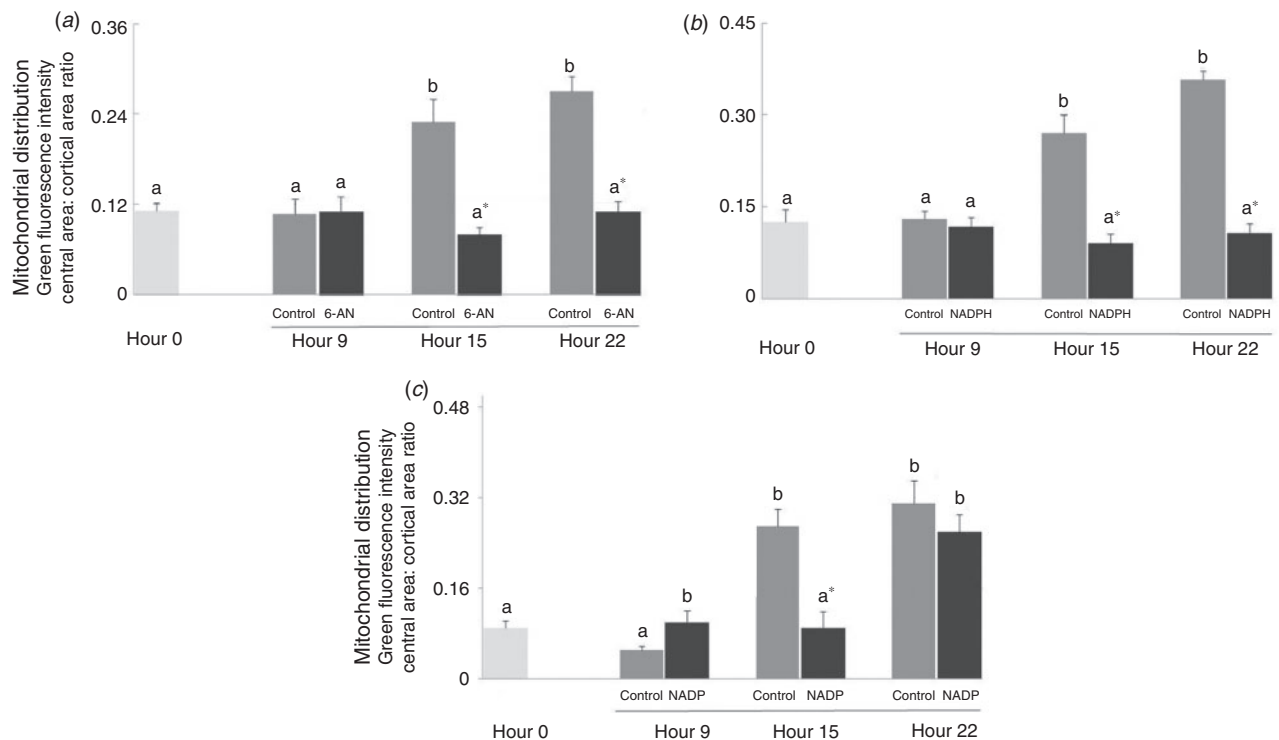 (a)
Mitochondrial distribution
Green fluorescence intensity
central area: cortical area ratio
0.36
0.24
0.12
0
a
a
a
b
a*
b
a*
Control 6-AN Control 6-AN Control 6-AN
Hour 0 Hour 9 Hour 15 Hour 22
(b)
0.45
0.30
0.15
0
a
a
a
b
a*
b
a*
Control NADPH Control NADPH Control NADPH
Hour 0 Hour 9 Hour 15 Hour 22
(c)
Mitochondrial distribution
Green fluorescence intensity
central area: cortical area ratio
0.48
0.32
0.16
0
a
a
b
b
a*
b
b
Control NADP Control NADP Control NADP
Hour 0 Hour 9 Hour 15 Hour 22